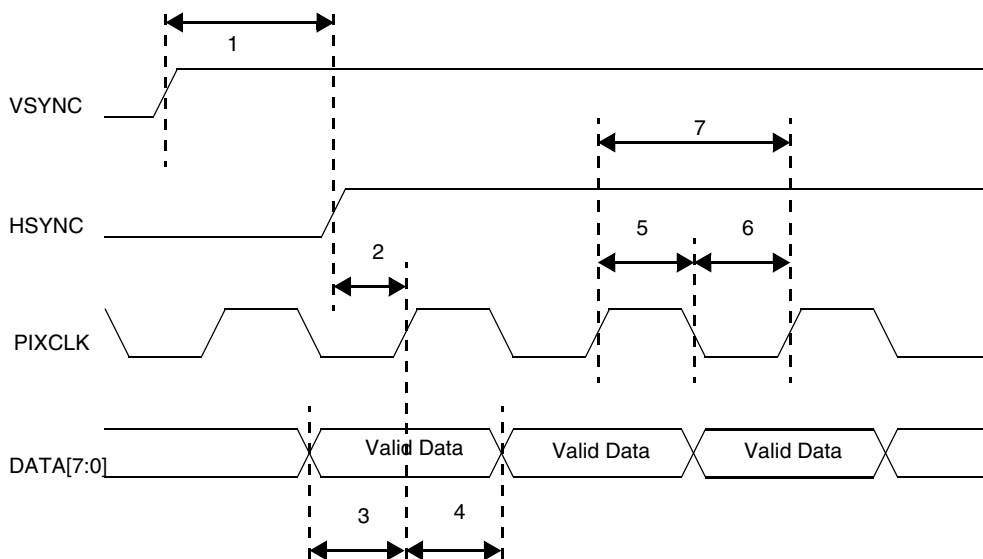 1
VSYNC
7
HSYNC
5
6
2
PIXCLK
Valid Data
Valid Data
Valid Data
DATA[7:0]
3
4